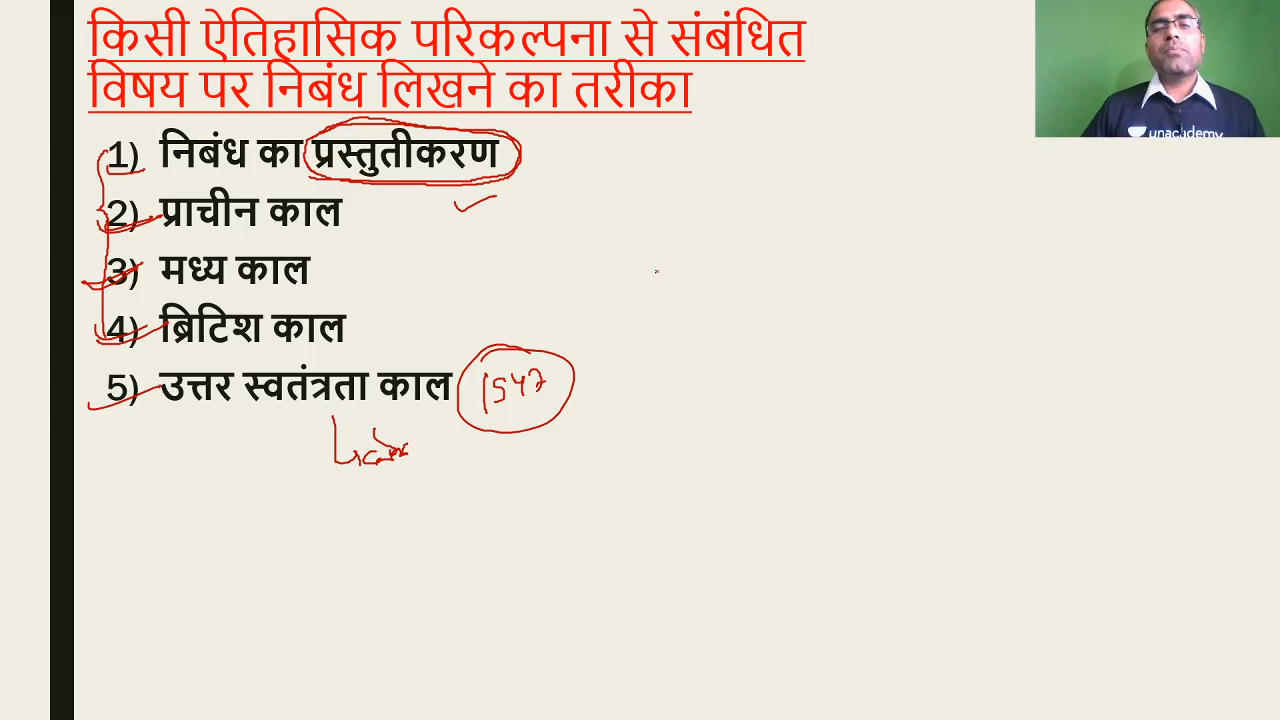 किसी ऐतिहासिक परिकल्पना से संबंधित
विषय पर निबंध लिखने का तरीका
1) निबंध का प्रस्तुतीकरण
2) प्राचीन काल
3) मध्य काल
4) ब्रिटिश काल
5) उत्तर स्वतंत्रता काल 1547
unacademy